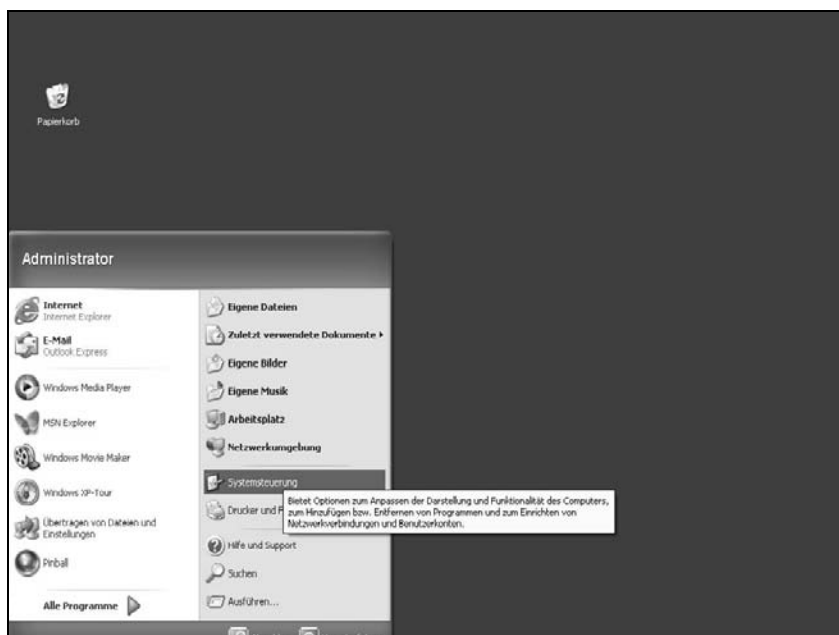 Papierkorb
Administrator
Internet
Internet Explorer
E-Mail
Outlook Express
Windows Media Player
MSN Explorer
Windows Movie Maker
Windows XP-Tour
Übertragen von Dateien und
Einstellungen
Pinball
Alle Programme
Eigene Dateien
Zuletzt verwendete Dokumente
Eigene Bilder
Eigene Musik
Arbeitsplatz
Netzwerkumgebung
Systemsteuerung
Drucker und F
Bietet Optionen zum Anpassen der Darstellung und Funktionalität des Computers,
zum Hinzufügen bzw. Entfernen von Programmen und zum Einrichten von
Netzwerkverbindungen und Benutzerkonten.
Hilfe und Support
Suchen
Ausführen...